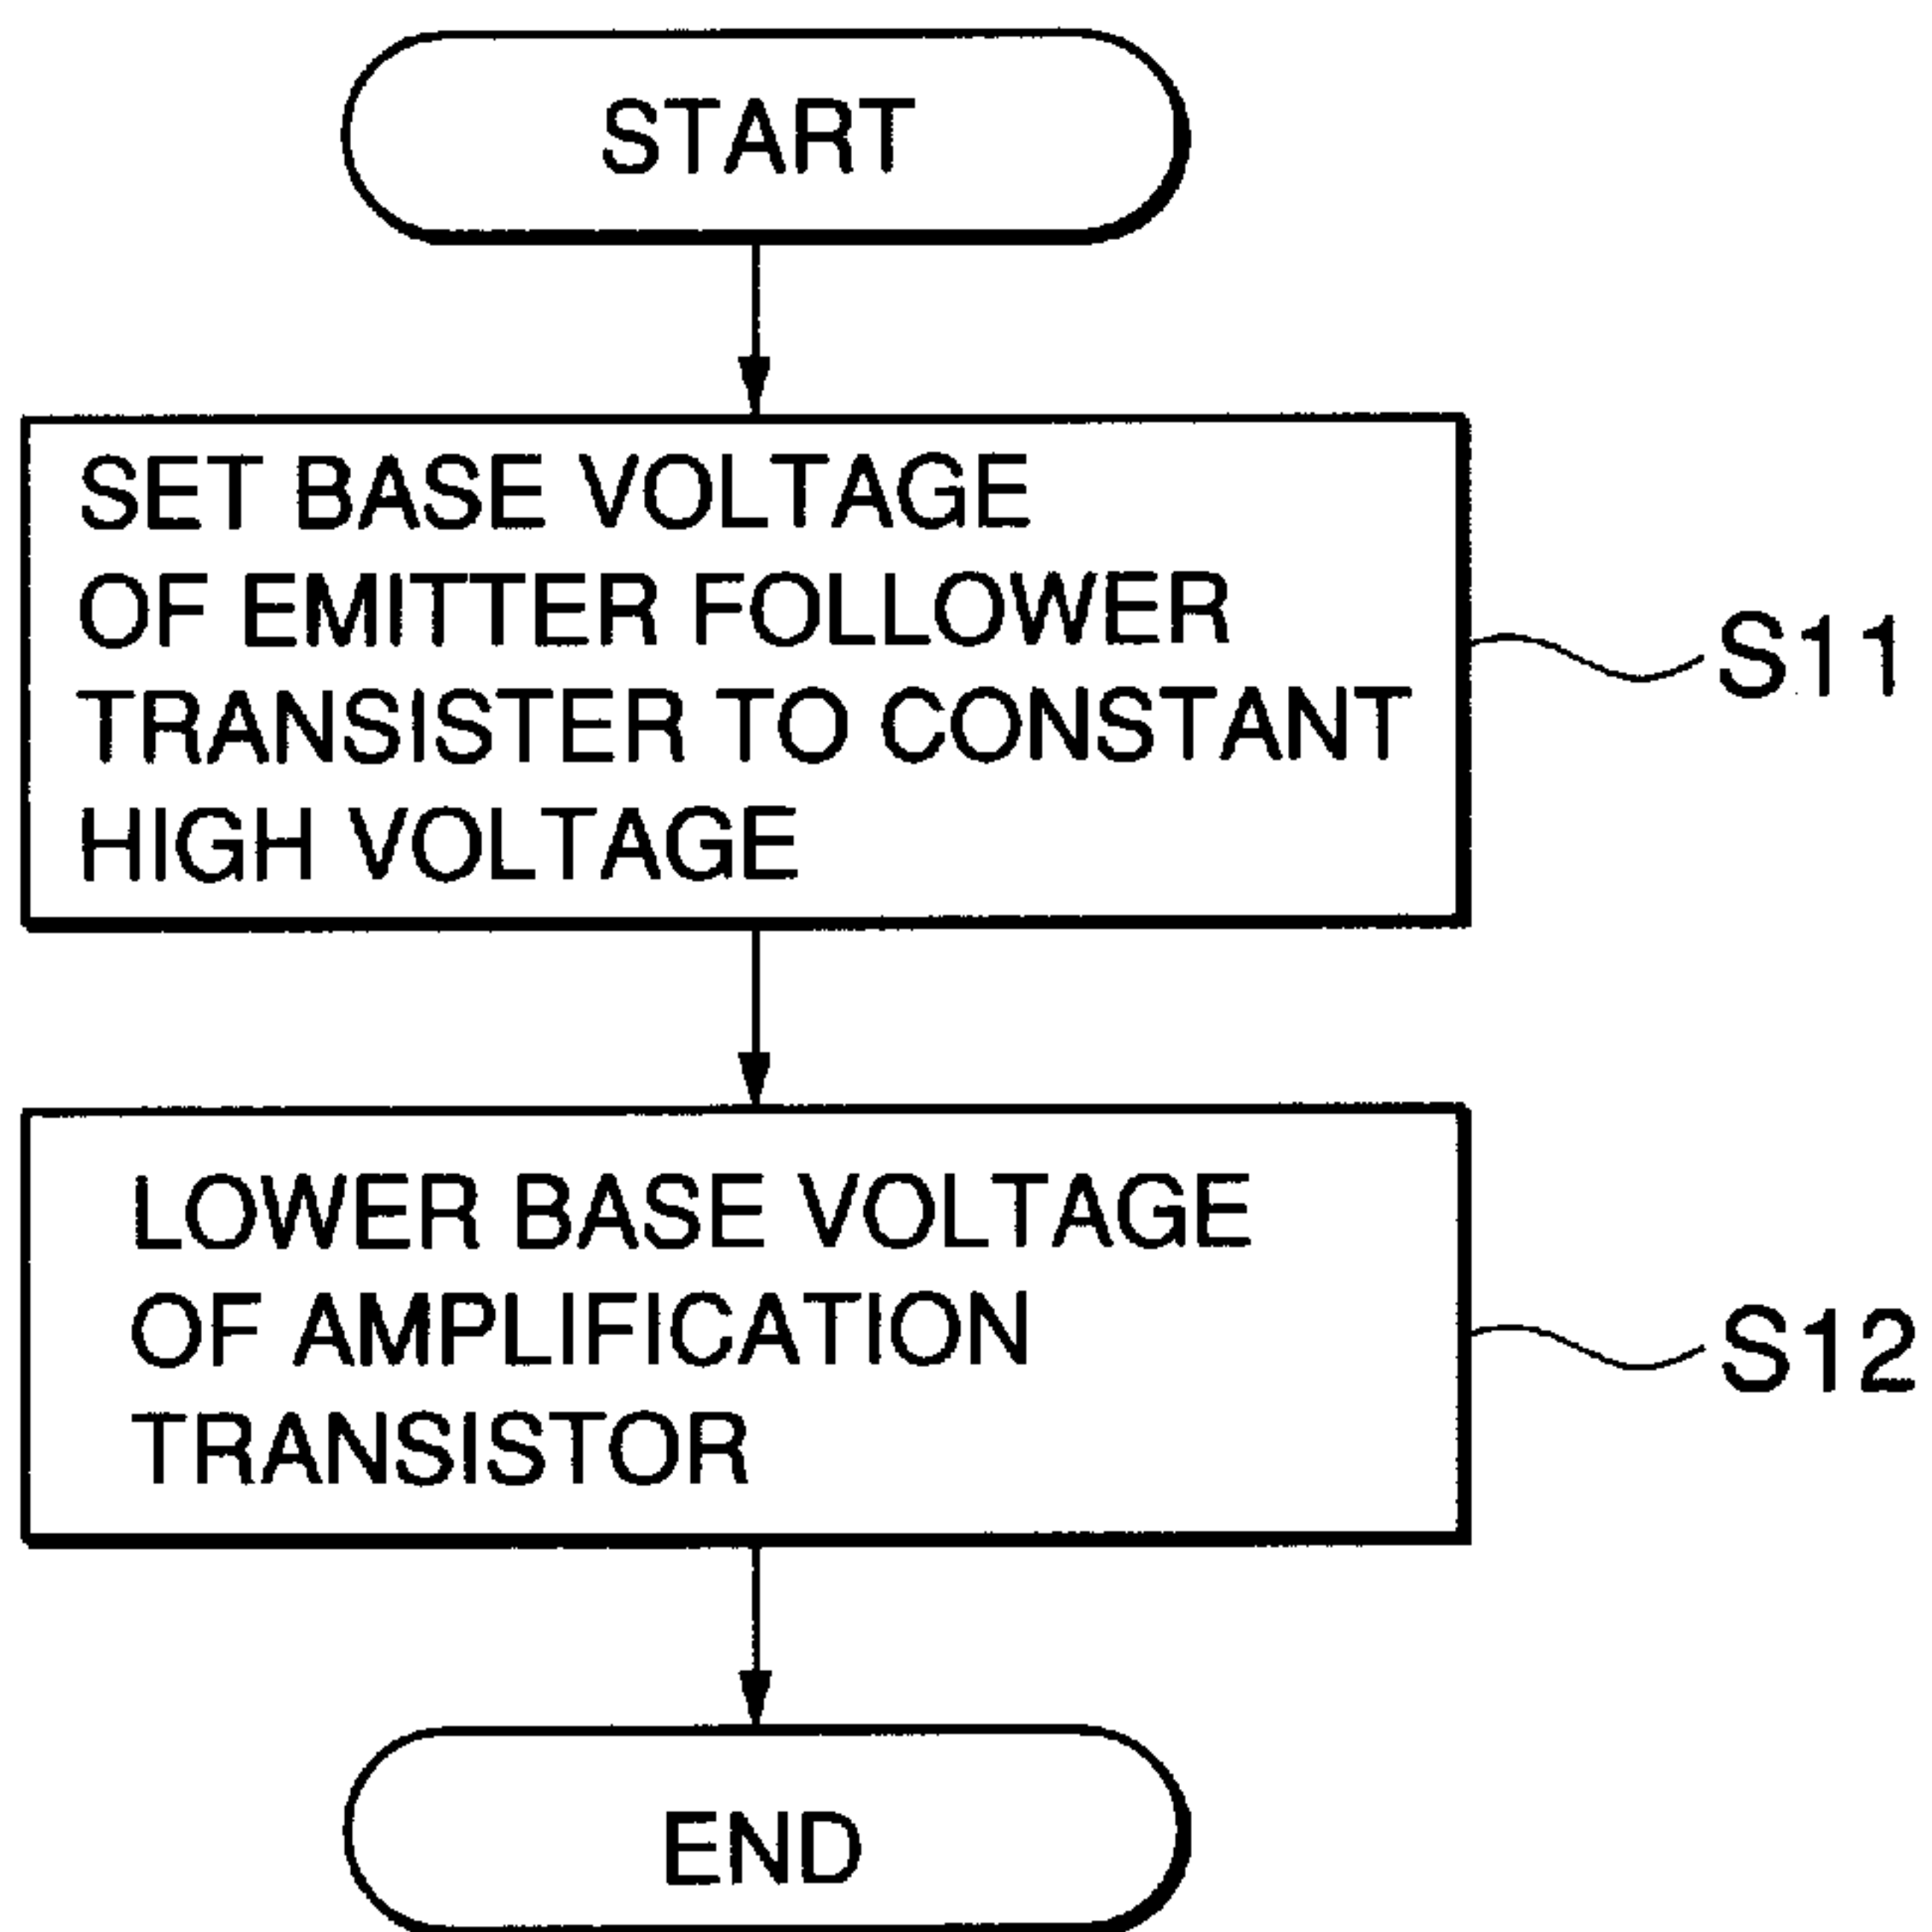 START
SET BASE VOLTAGE
OF EMITTER FOLLOWER
TRANSISTER TO CONSTANT
HIGH VOLTAGE
S11
LOWER BASE VOLTAGE
OF AMPLIFICATION
TRANSISTOR
S12
END